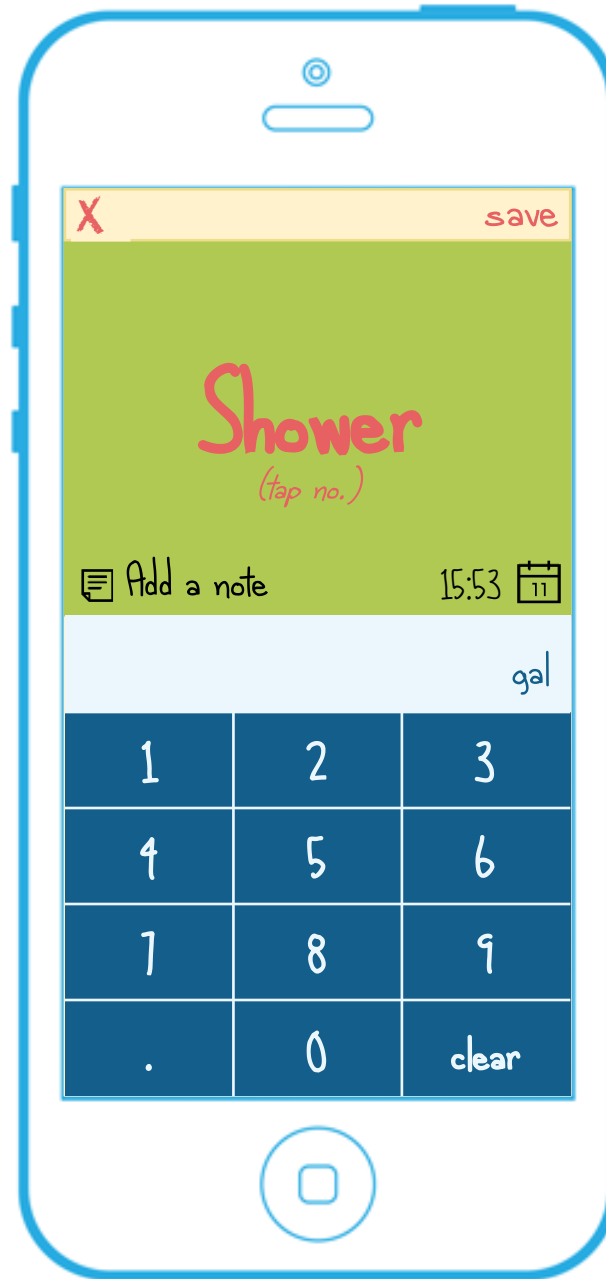 X save
Shower
(tap no.)
Add a note 15:53 11
gal
1 2 3
4 5 6
7 8 9
. 0 clear